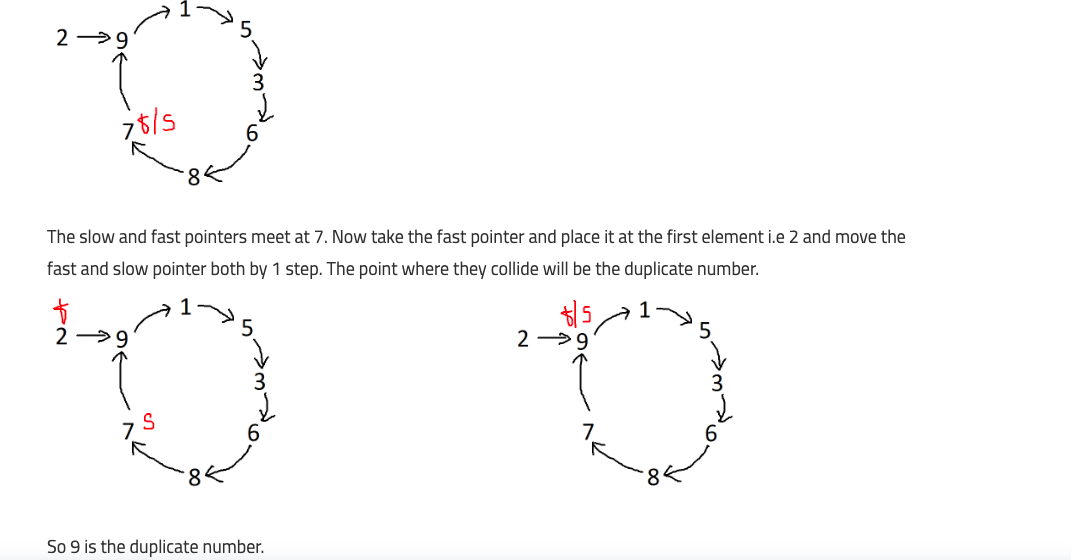 1
5
2 9
3
7 f/s
6
8
The slow and fast pointers meet at 7. Now take the fast pointer and place it at the first element i.e 2 and move the
fast and slow pointer both by 1 step. The point where they collide will be the duplicate number.
f
1
5
2 9
3
7 s
6
8
f/s
1
5
2 9
3
7
6
8
So 9 is the duplicate number.